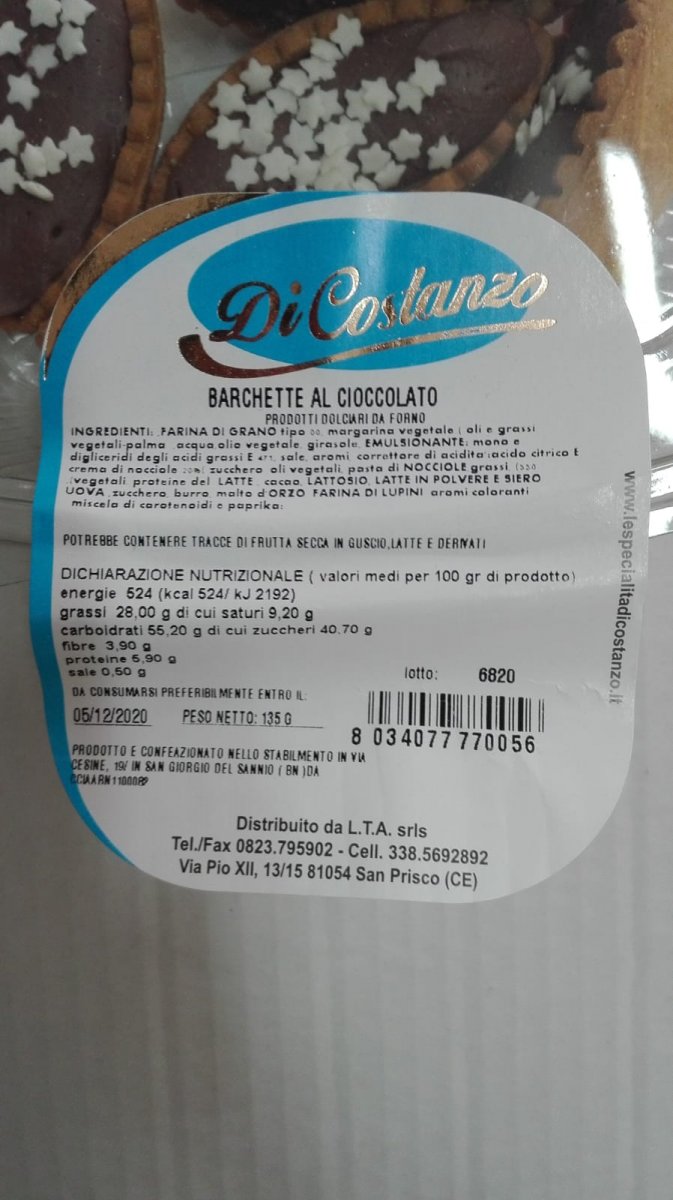 Di Costanzo
BARCHETTE AL CIOCCOLATO
PRODOTTI DOLCIARI DA FORNO
INGREDIENTI: FARINA DI GRANO tipo 00, margarina vegetale ( oli e grassi
vegetali-palma acqua olio vegetale girasole, EMULSIONANTE: mono e
digliceridi degli acidi grassi E 471, sale, aromi correttore di acidita:acido citrico E
crema di nocciole 20%( zucchero oli vegetali, pasta di NOCCIOLE grassi (330
(vegetali proteine del LATTE, cacao, LATTOSIO, LATTE IN POLVERE E SIERO
UOVA, zucchero, burro, malto d'ORZO FARINA DI LUPINI aromi coloranti
miscela di carotenoidi e paprika:
POTREBBE CONTENERE TRACCE DI FRUTTA SECCA IN GUSCIO,LATTE E DERIVATI
DICHIARAZIONE NUTRIZIONALE ( valori medi per 100 gr di prodotto)
energie 524 (kcal 524/ kJ 2192)
grassi 28,00 g di cui saturi 9,20 g
carboidrati 55,20 g di cui zuccheri 40,70 g
fibre 3,90 g
proteine 5,90 g
sale 0,50 g
lotto: 6820
DA CONSUMARSI PREFERIBILMENTE ENTRO IL:
05/12/2020 PESO NETTO: 135 G
8 034077 770056
PRODOTTO E CONFEAZIONATO NELLO STABILMENTO IN VIA
CESINE, 19/ IN SAN GIORGIO DEL SANNIO ( BN )DA
Distribuito da L.T.A. srls
Tel./Fax 0823.795902 - Cell. 338.5692892
Via Pio XII, 13/15 81054 San Prisco (CE)
www.lespecialitadicostanzo.it